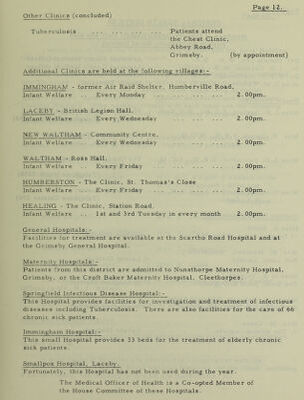 Page 12.
Other Clinics (concluded)
Tuberculosis ... ... ... Patients attend
the Chest Clinic,
Abbey Road,
Grimsby. (by appointment)
Additional Clinics are held at the following villages:-
IMMINGHAM - former Air Raid Shelter, Humberville Road.
Infant Welfare ... Every Monday ... ... ... ... 2.00pm.
LACEBY - British Legion Hall.
Infant Welfare ... Every Wednesday ... ... ... 2.00pm.
NEW WALTHAM - Community Centre.
Infant Welfare ... Every Wednesday ... ... ... 2.00pm.
WALTHAM - Ross Hall.
Infant Welfare ... Every Friday ... ... ... ... 2.00pm.
HUMBERSTON - The Clinic, St. Thomas's Close
Infant Welfare ... Every Friday ... ... ... ... 2.00pm.
HEALING - The Clinic, Station Road.
Infant Welfare ... 1st and 3rd Tuesday in every month 2.00pm.
General Hospitals:-
Facilities for treatment are available at the Scartho Road Hospital and at
the Grimsby General Hospital.
Maternity Hospitals:-
Patients from this district are admitted to Nunsthorpe Maternity Hospital,
Grimsby, or the Croft Baker Maternity Hospital, Cleethorpes.
Springfield Infectious Disease Hospital:-
This Hospital provides facilities for investigation and treatment of infectious
diseases including Tuberculosis. There are also facilities for the care of 66
chronic sick patients.
Immingham Hospital:-
This small Hospital provides 33 beds for the treatment of elderly chronic
sick patients.
Smallpox Hospital, Laceby.
Fortunately, this Hospital has not been used during the year.
The Medical Officer of Health is a Co-opted Member of
the House Committee of these Hospitals.